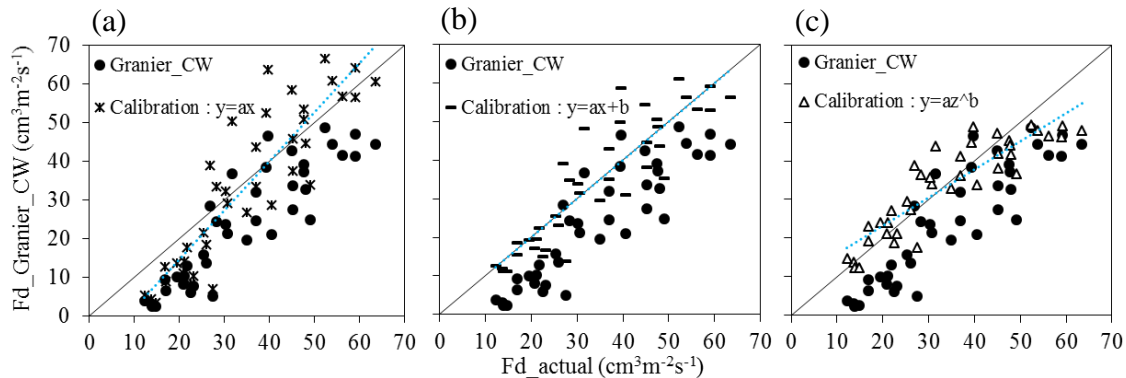 (a)
(b)
(c)
Fd_Granier_CW (cm³m⁻²s⁻¹)
70
60
50
40
30
20
10
0
Granier_CW
Calibration : y=ax
0 10 20 30 40 50 60 70
Granier_CW
Calibration : y=ax+b
0 10 20 30 40 50 60 70
Granier_CW
Calibration : y=az^b
0 10 20 30 40 50 60 70
Fd_actual (cm³m⁻²s⁻¹)